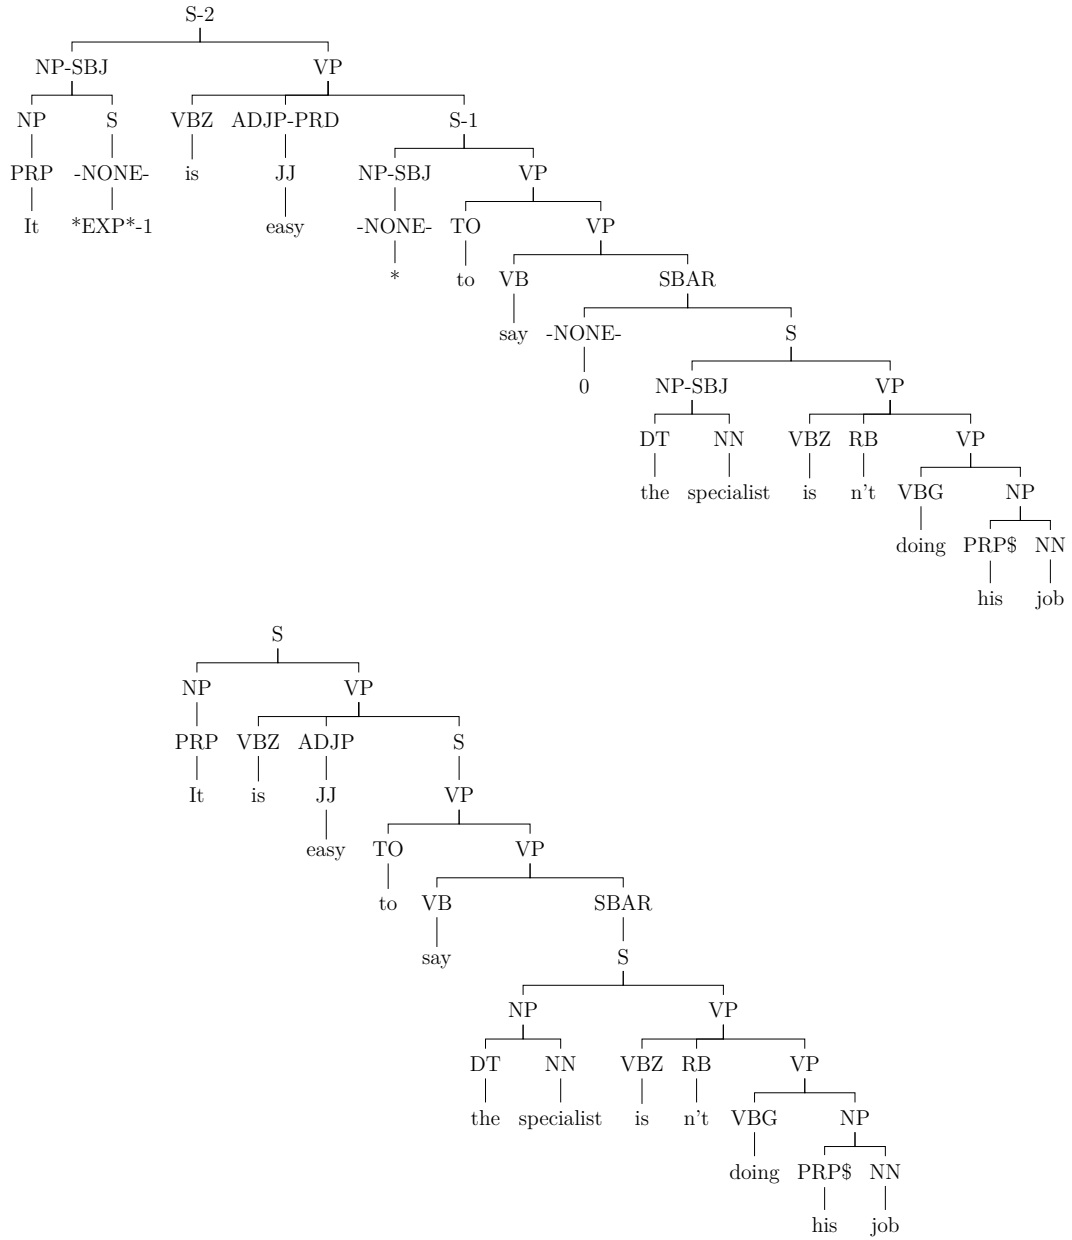 S-2
NP-SBJ VP
NP S VBZ ADJP-PRD S-1
PRP -NONE- is JJ NP-SBJ VP
It *EXP*-1 easy -NONE- TO VP
* to VB SBAR
say -NONE- S
0 NP-SBJ VP
DT NN VBZ RB VP
the specialist is n't VBG NP
doing PRP$ NN
his job
S
NP VP
PRP VBZ ADJP S
It is JJ VP
easy TO VP
to VB SBAR
say S
NP VP
DT NN VBZ RB VP
the specialist is n't VBG NP
doing PRP$ NN
his job